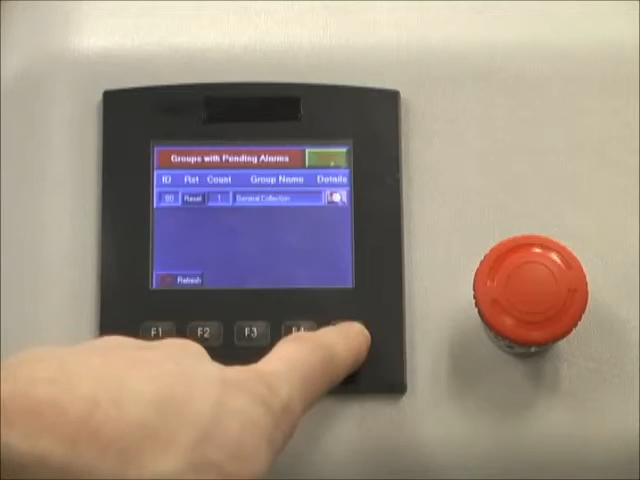 Groups with Pending Alarms
ID Rst Count Group Name Details
Reset 1 General Collection
Refresh
F1 F2 F3 F4